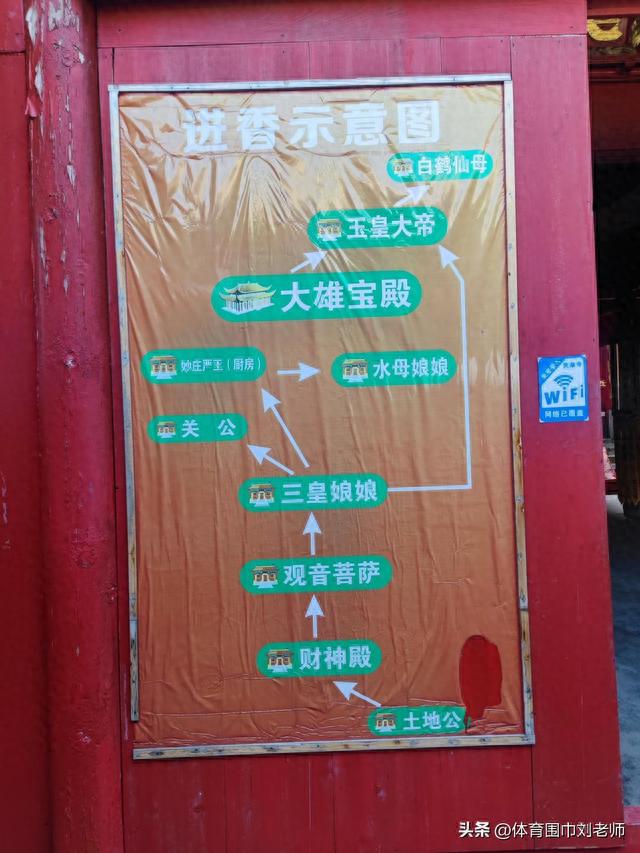 进香示意图
白鹤仙母
玉皇大帝
大雄宝殿
妙庄严王（厨房）
水母娘娘
关 公
三皇娘娘
观音菩萨
财神殿
土地公
WiFi
网络已覆盖
头条 @体育围巾刘老师